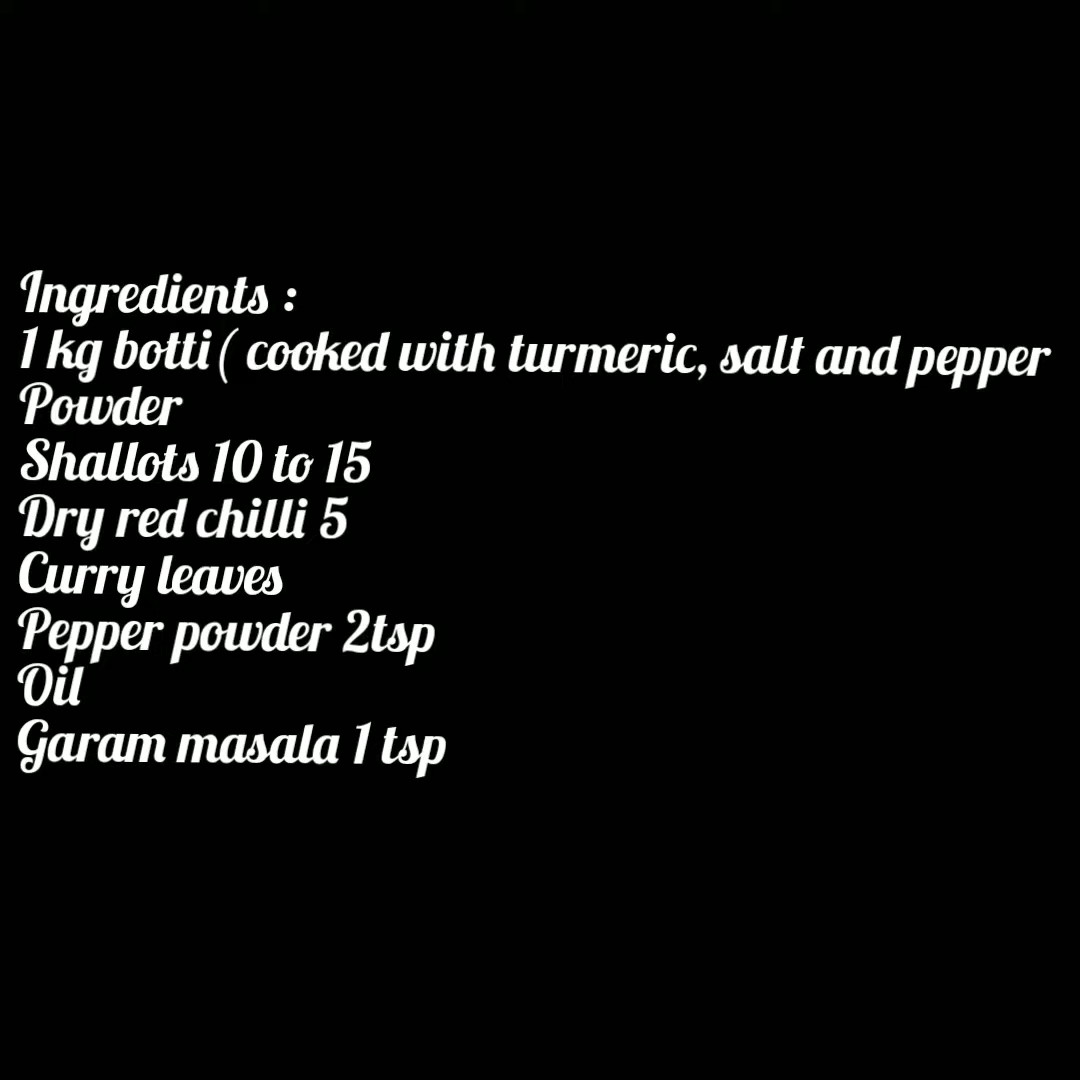 Ingredients :
1 kg botti ( cooked with turmeric, salt and pepper
Powder
Shallots 10 to 15
Dry red chilli 5
Curry leaves
Pepper powder 2tsp
Oil
Garam masala 1 tsp